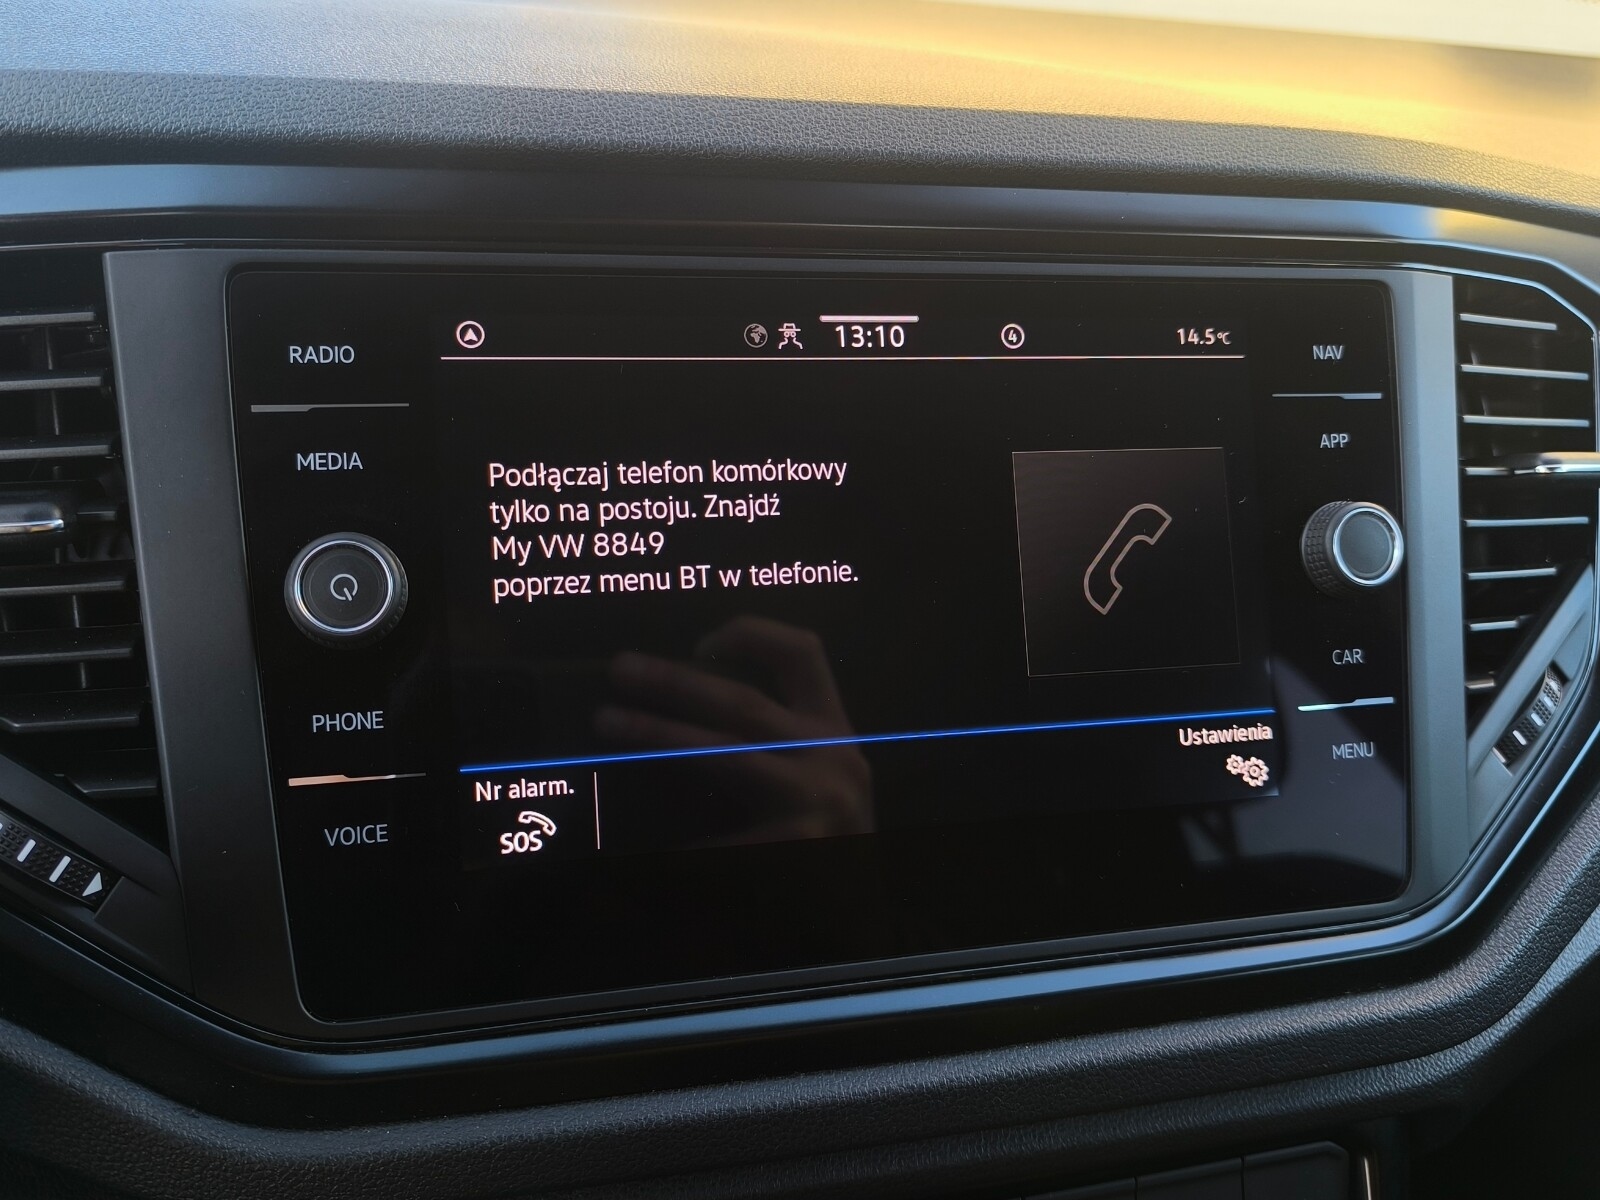 13:10
4
14.5°C
RADIO
MEDIA
PHONE
VOICE
Podłączaj telefon komórkowy
tylko na postoju. Znajdź
My VW 8849
poprzez menu BT w telefonie.
Nr alarm.
SOS
Ustawienia
NAV
APP
CAR
MENU